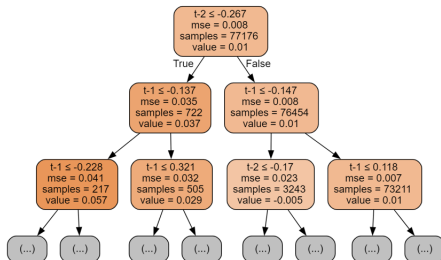 t-2 ≤ -0.267
mse = 0.008
samples = 77176
value = 0.01
True
False
t-1 ≤ -0.137
mse = 0.035
samples = 722
value = 0.037
t-1 ≤ -0.147
mse = 0.008
samples = 76454
value = 0.01
t-1 ≤ -0.228
mse = 0.041
samples = 217
value = 0.057
t-1 ≤ 0.321
mse = 0.032
samples = 505
value = 0.029
t-2 ≤ -0.17
mse = 0.023
samples = 3243
value = -0.005
t-1 ≤ 0.118
mse = 0.007
samples = 73211
value = 0.01
(...)
(...)
(...)
(...)
(...)
(...)
(...)
(...)